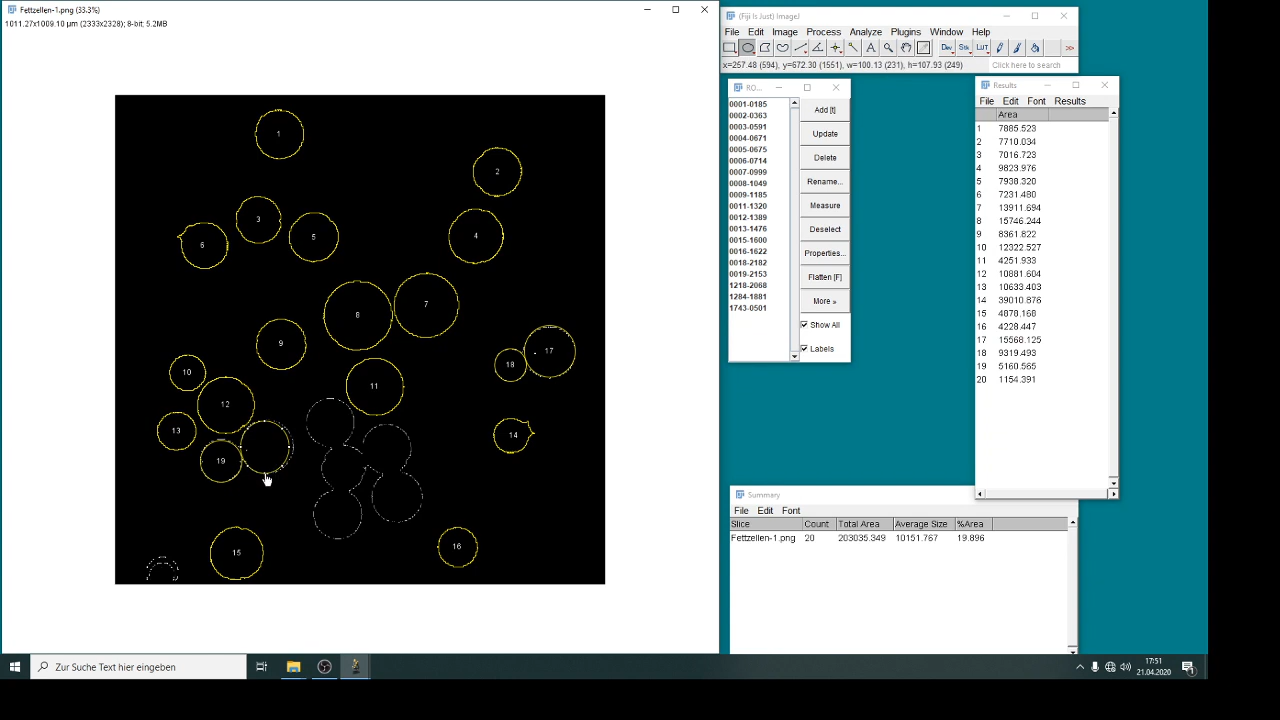 Fettzellen-1.png (33.3%)
1011.27x1009.10 µm (2333x2328); 8-bit; 5.2MB
1
2
3
4
5
6
7
8
9
17
18
10
11
12
13
14
19
15
16
(Fiji Is Just) ImageJ
File Edit Image Process Analyze Plugins Window Help
A Dev Stk LUT >>
x=257.48 (594), y=672.30 (1551), w=100.13 (231), h=107.93 (249) Click here to search
RO...
0001-0185
0002-0363
0003-0591
0004-0671
0005-0675
0006-0714
0007-0999
0008-1049
0009-1185
0011-1320
0012-1389
0013-1476
0015-1600
0016-1622
0018-2182
0019-2153
1218-2068
1284-1881
1743-0501
Add [t]
Update
Delete
Rename...
Measure
Deselect
Properties...
Flatten [F]
More »
Show All
Labels
Results
File Edit Font Results
Area
1 7885.523
2 7710.034
3 7016.723
4 9823.976
5 7938.320
6 7231.480
7 13911.694
8 15746.244
9 8361.822
10 12322.527
11 4251.933
12 10881.604
13 10633.403
14 39010.876
15 4878.168
16 4228.447
17 15568.125
18 9319.493
19 5160.565
20 1154.391
Summary
File Edit Font
Slice Count Total Area Average Size %Area
Fettzellen-1.png 20 203035.349 10151.767 19.896
Zur Suche Text hier eingeben
17:51
21.04.2020
1